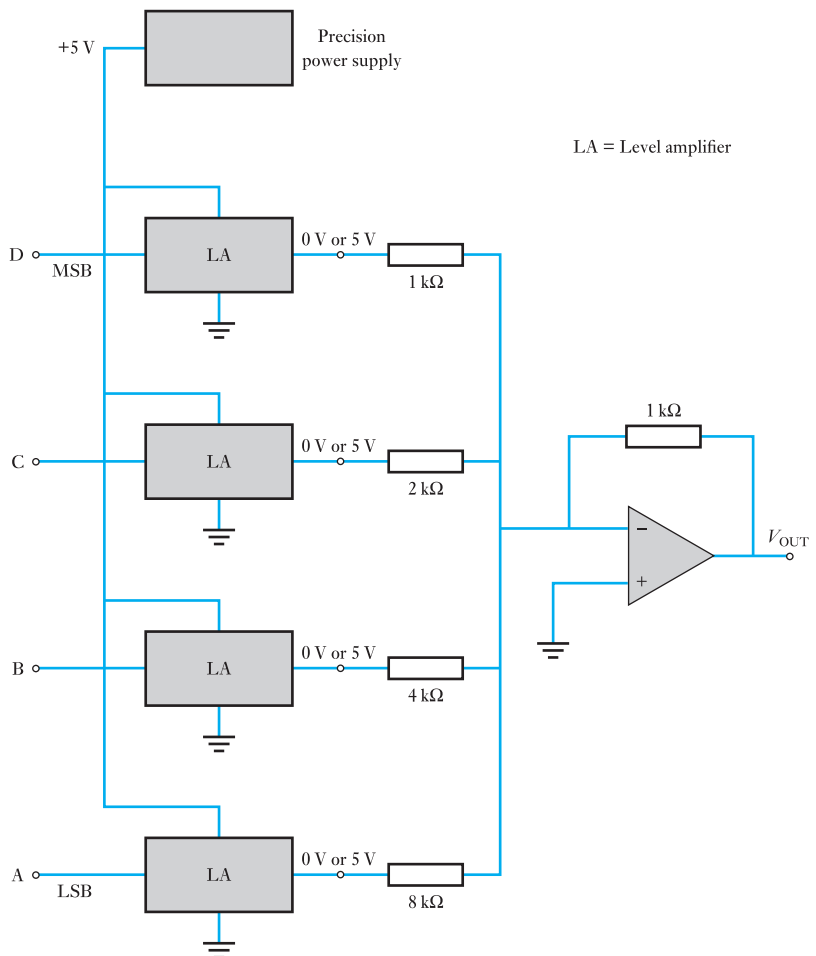 +5 V
Precision
power supply
LA = Level amplifier
D
MSB
LA
0 V or 5 V
1 kΩ
C
LA
0 V or 5 V
2 kΩ
1 kΩ
−
+
VOUT
B
LA
0 V or 5 V
4 kΩ
A
LSB
LA
0 V or 5 V
8 kΩ